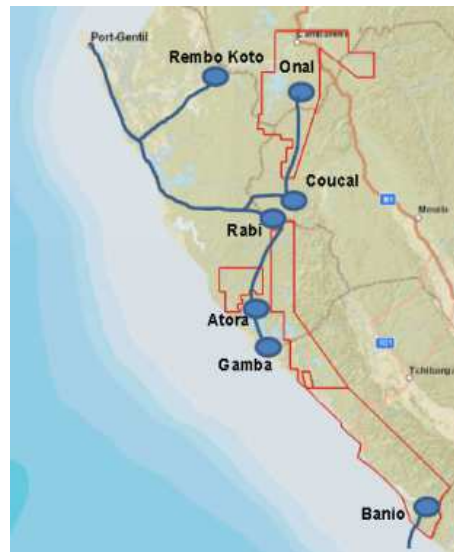 Port-Gentil
Rembo Koto
Onal
Coucal
Rabi
Mouila
Atora
Gamba
Tchibanga
Banio